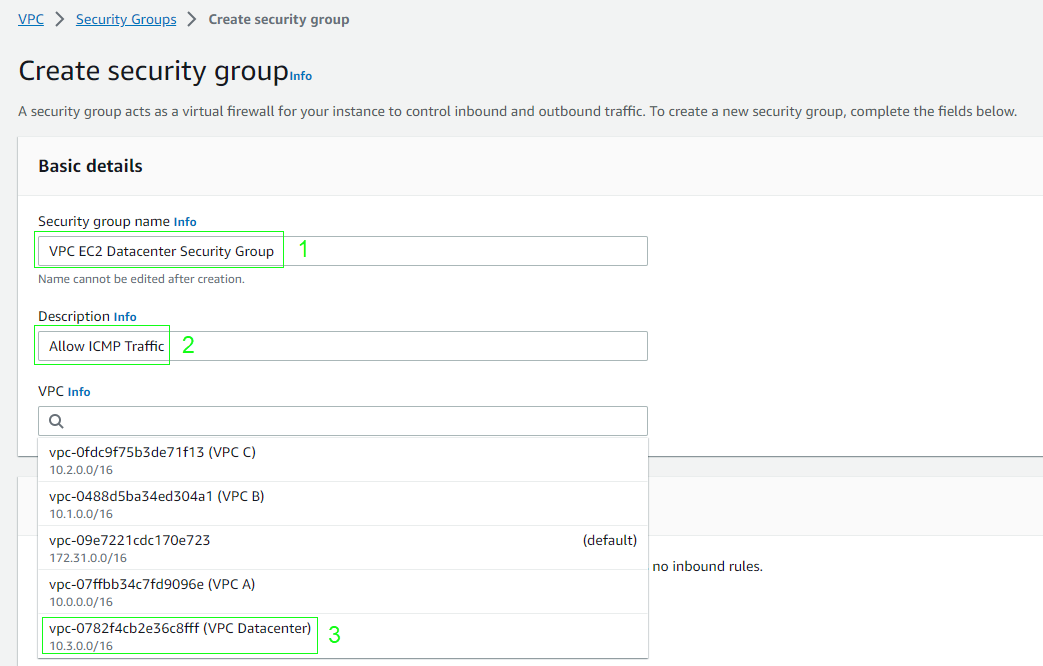 VPC > Security Groups > Create security group
Create security group Info
A security group acts as a virtual firewall for your instance to control inbound and outbound traffic. To create a new security group, complete the fields below.
Basic details
Security group name Info
VPC EC2 Datacenter Security Group 1
Name cannot be edited after creation.
Description Info
Allow ICMP Traffic 2
VPC Info
vpc-0fdc9f75b3de71f13 (VPC C)
10.2.0.0/16
vpc-0488d5ba34ed304a1 (VPC B)
10.1.0.0/16
vpc-09e7221cdc170e723 (default)
172.31.0.0/16
no inbound rules.
vpc-07ffbb34c7fd9096e (VPC A)
10.0.0.0/16
vpc-0782f4cb2e36c8fff (VPC Datacenter) 3
10.3.0.0/16